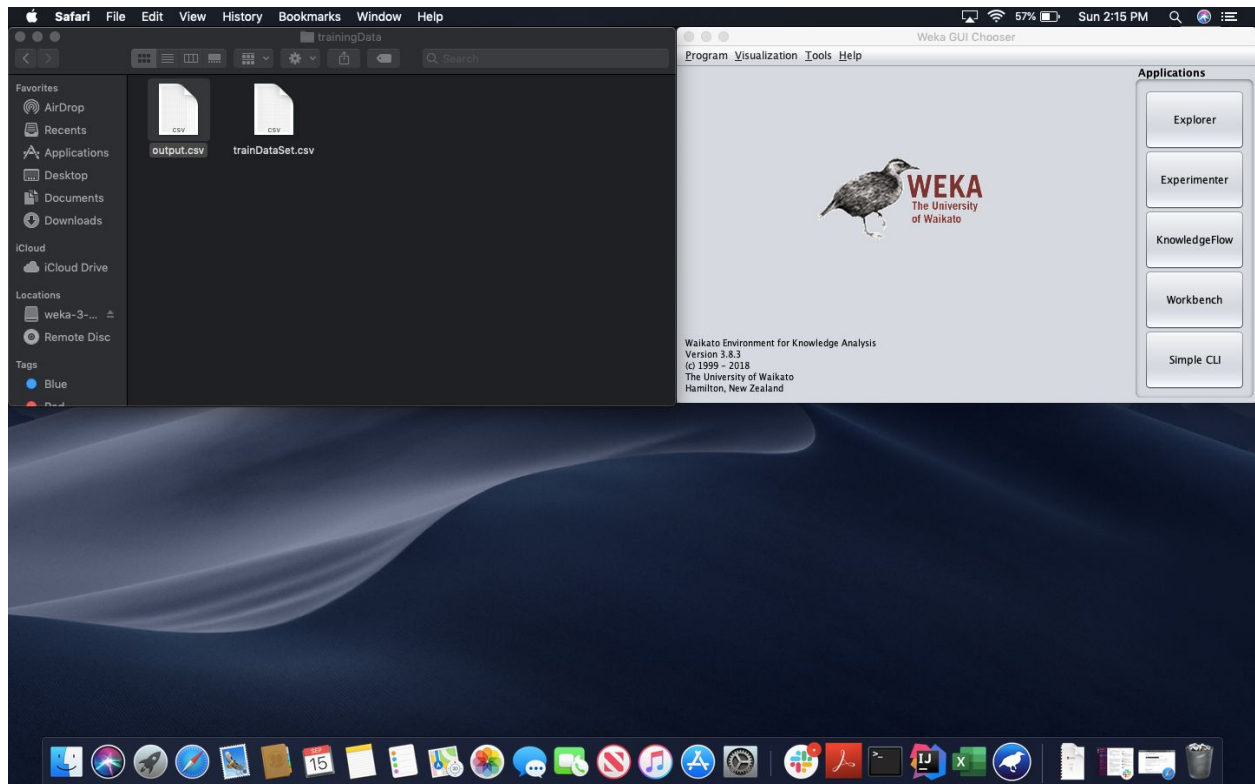 Safari File Edit View History Bookmarks Window Help 57% Sun 2:15 PM
trainingData
Search
Favorites
AirDrop
Recents
Applications
Desktop
Documents
Downloads
iCloud
iCloud Drive
Locations
weka-3-...
Remote Disc
Tags
Blue
Red
CSV
output.csv
CSV
trainDataSet.csv
Weka GUI Chooser
Program Visualization Tools Help
Applications
Explorer
Experimenter
KnowledgeFlow
Workbench
Simple CLI
WEKA
The University
of Waikato
Waikato Environment for Knowledge Analysis
Version 3.8.3
(c) 1999 - 2018
The University of Waikato
Hamilton, New Zealand
SEP
15